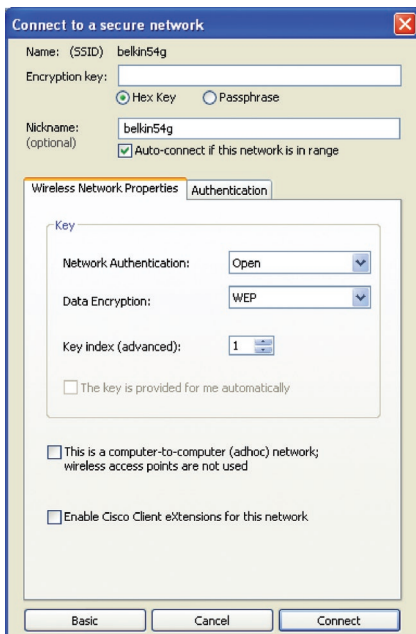 Connect to a secure network
Name: (SSID) belkin54g
Encryption key:
Hex Key Passphrase
Nickname: belkin54g
(optional)
Auto-connect if this network is in range
Wireless Network Properties Authentication
Key
Network Authentication: Open
Data Encryption: WEP
Key index (advanced): 1
The key is provided for me automatically
This is a computer-to-computer (adhoc) network;
wireless access points are not used
Enable Cisco Client eXtensions for this network
Basic Cancel Connect